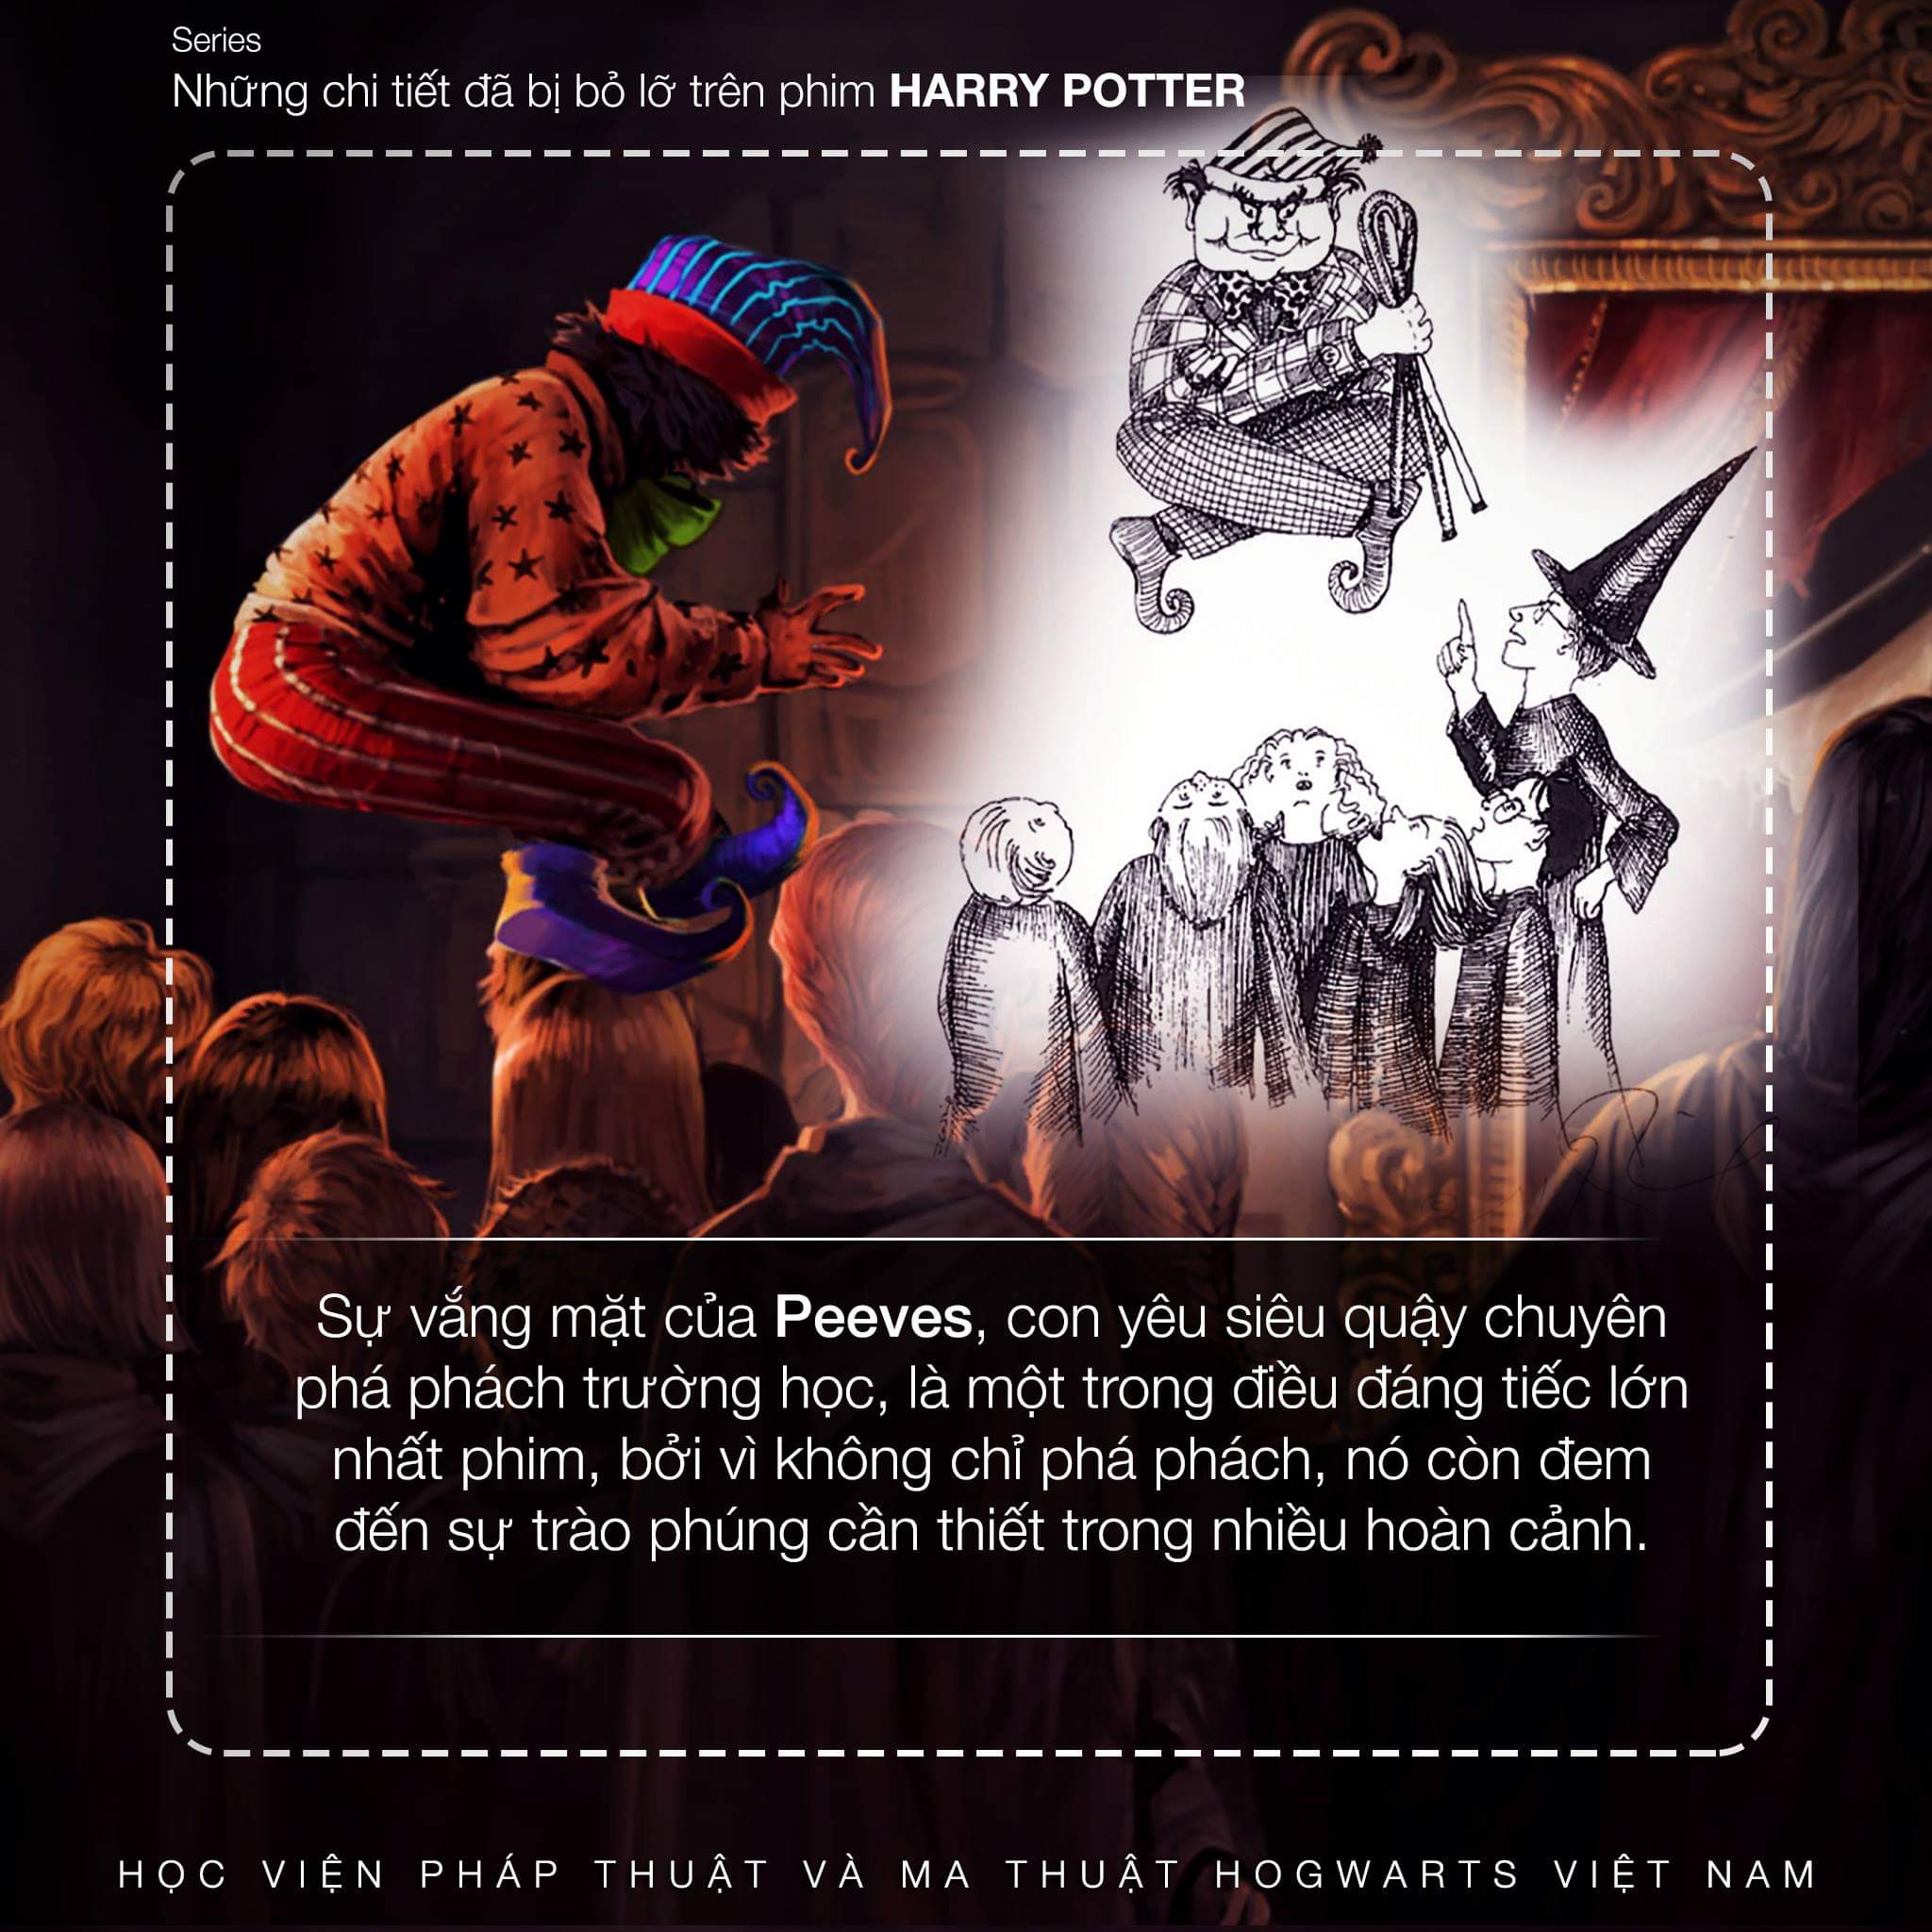 Series
Những chi tiết đã bị bỏ lỡ trên phim HARRY POTTER
Sự vắng mặt của Peeves, con yêu siêu quậy chuyên
phá phách trường học, là một trong điều đáng tiếc lớn
nhất phim, bởi vì không chỉ phá phách, nó còn đem
đến sự trào phúng cần thiết trong nhiều hoàn cảnh.
HỌC VIỆN PHÁP THUẬT VÀ MA THUẬT HOGWARTS VIỆT NAM